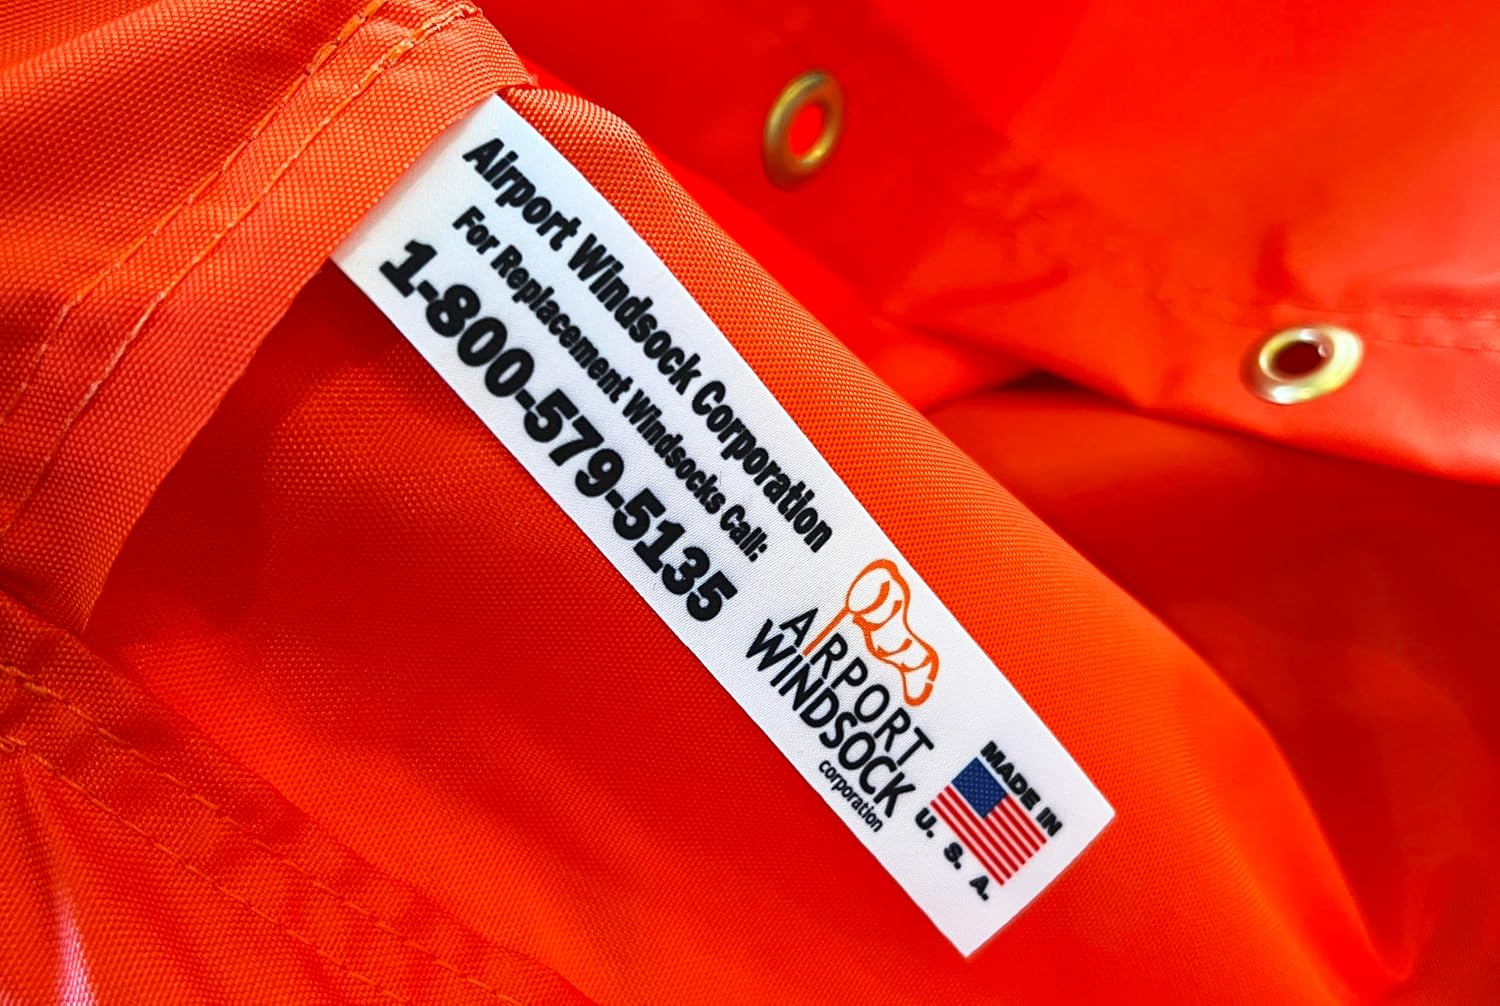 Airport Windsock Corporation
For Replacement Windsocks Call:
1-800-579-5135
AIRPORT
WINDSOCK
corporation
MADE IN
U. S. A.